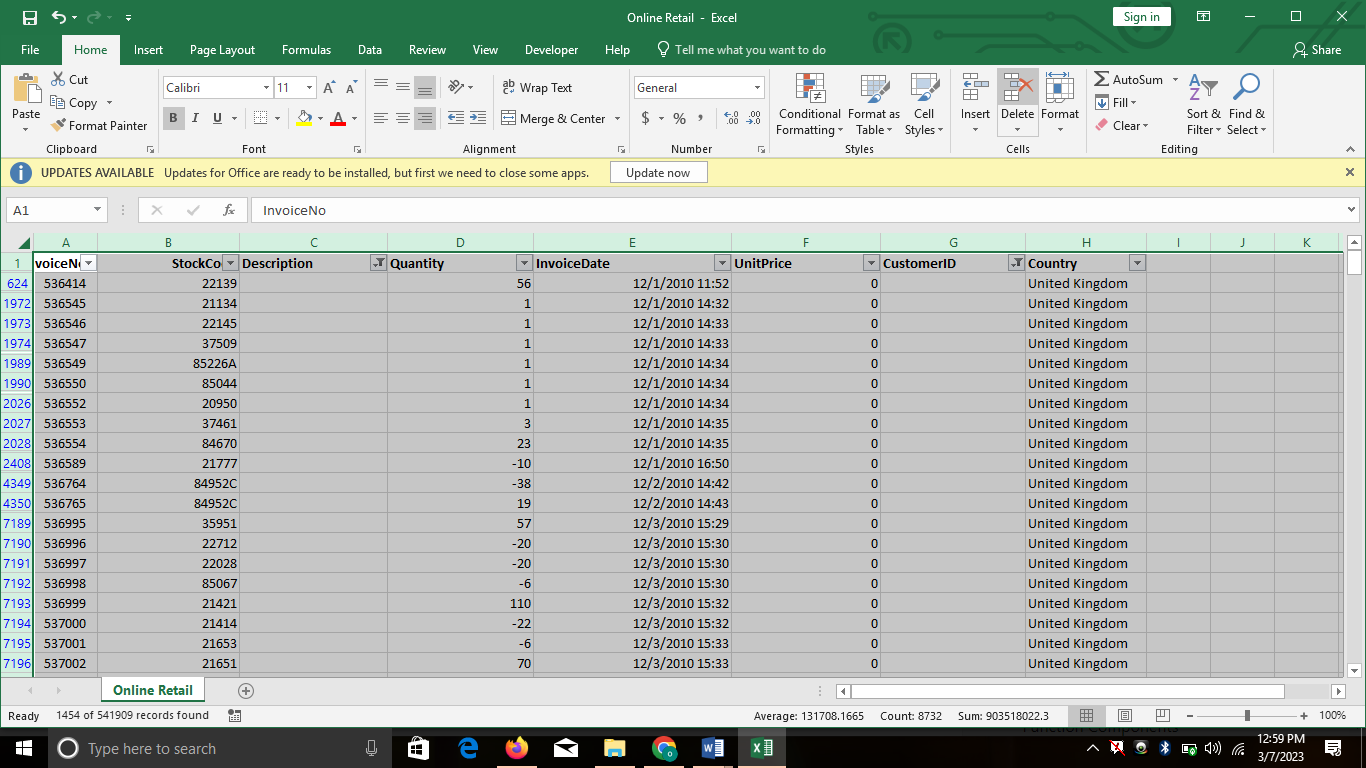 Online Retail - Excel
Sign in
File Home Insert Page Layout Formulas Data Review View Developer Help Tell me what you want to do Share
Paste
Cut
Copy
Format Painter
Clipboard
Calibri 11
B I U
Font
Wrap Text
Merge & Center
Alignment
General
$ % ,
Number
Conditional Formatting
Format as Table
Cell Styles
Styles
Insert
Delete
Format
Cells
AutoSum
Fill
Clear
Sort & Filter
Find & Select
Editing
UPDATES AVAILABLE Updates for Office are ready to be installed, but first we need to close some apps. Update now
A1 fx InvoiceNo
A B C D E F G H I J K
1 voiceNo StockCo Description Quantity InvoiceDate UnitPrice CustomerID Country
624 536414 22139 56 12/1/2010 11:52 0 United Kingdom
1972 536545 21134 1 12/1/2010 14:32 0 United Kingdom
1973 536546 22145 1 12/1/2010 14:33 0 United Kingdom
1974 536547 37509 1 12/1/2010 14:33 0 United Kingdom
1989 536549 85226A 1 12/1/2010 14:34 0 United Kingdom
1990 536550 85044 1 12/1/2010 14:34 0 United Kingdom
2026 536552 20950 1 12/1/2010 14:34 0 United Kingdom
2027 536553 37461 3 12/1/2010 14:35 0 United Kingdom
2028 536554 84670 23 12/1/2010 14:35 0 United Kingdom
2408 536589 21777 -10 12/1/2010 16:50 0 United Kingdom
4349 536764 84952C -38 12/2/2010 14:42 0 United Kingdom
4350 536765 84952C 19 12/2/2010 14:43 0 United Kingdom
7189 536995 35951 57 12/3/2010 15:29 0 United Kingdom
7190 536996 22712 -20 12/3/2010 15:30 0 United Kingdom
7191 536997 22028 -20 12/3/2010 15:30 0 United Kingdom
7192 536998 85067 -6 12/3/2010 15:30 0 United Kingdom
7193 536999 21421 110 12/3/2010 15:32 0 United Kingdom
7194 537000 21414 -22 12/3/2010 15:32 0 United Kingdom
7195 537001 21653 -6 12/3/2010 15:33 0 United Kingdom
7196 537002 21651 70 12/3/2010 15:33 0 United Kingdom
Online Retail
Ready 1454 of 541909 records found Average: 131708.1665 Count: 8732 Sum: 903518022.3 100%
Type here to search
12:59 PM
3/7/2023